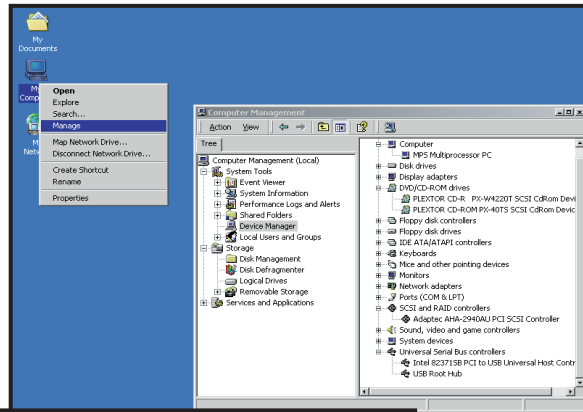 My
Documents
My
Open
Explore
Search...
Manage
Map Network Drive...
Disconnect Network Drive...
Create Shortcut
Rename
Properties
Computer Management
Action View
Tree
Computer Management (Local)
System Tools
Event Viewer
System Information
Performance Logs and Alerts
Shared Folders
Device Manager
Local Users and Groups
Storage
Disk Management
Disk Defragmenter
Logical Drives
Removable Storage
Services and Applications
Computer
MPS Multiprocessor PC
Disk drives
Display adapters
DVD/CD-ROM drives
PLEXTOR CD-R PX-W4220T SCSI CdRom Devi
PLEXTOR CD-ROM PX-40TS SCSI CdRom Devic
Floppy disk controllers
Floppy disk drives
IDE ATA/ATAPI controllers
Keyboards
Mice and other pointing devices
Monitors
Network adapters
Ports (COM & LPT)
SCSI and RAID controllers
Adaptec AHA-2940AU PCI SCSI Controller
Sound, video and game controllers
System devices
Universal Serial Bus controllers
Intel 82371SB PCI to USB Universal Host Contr
USB Root Hub